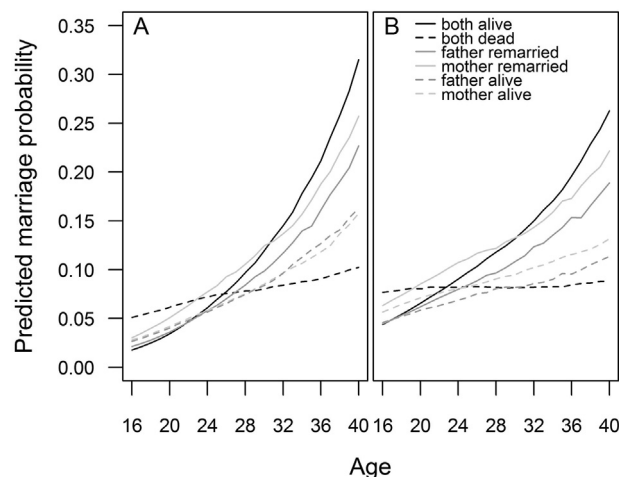 A
B
both alive
both dead
father remarried
mother remarried
father alive
mother alive
0.35
0.30
0.25
0.20
0.15
0.10
0.05
0.00
Predicted marriage probability
16 20 24 28 32 36 40 16 20 24 28 32 36 40
Age